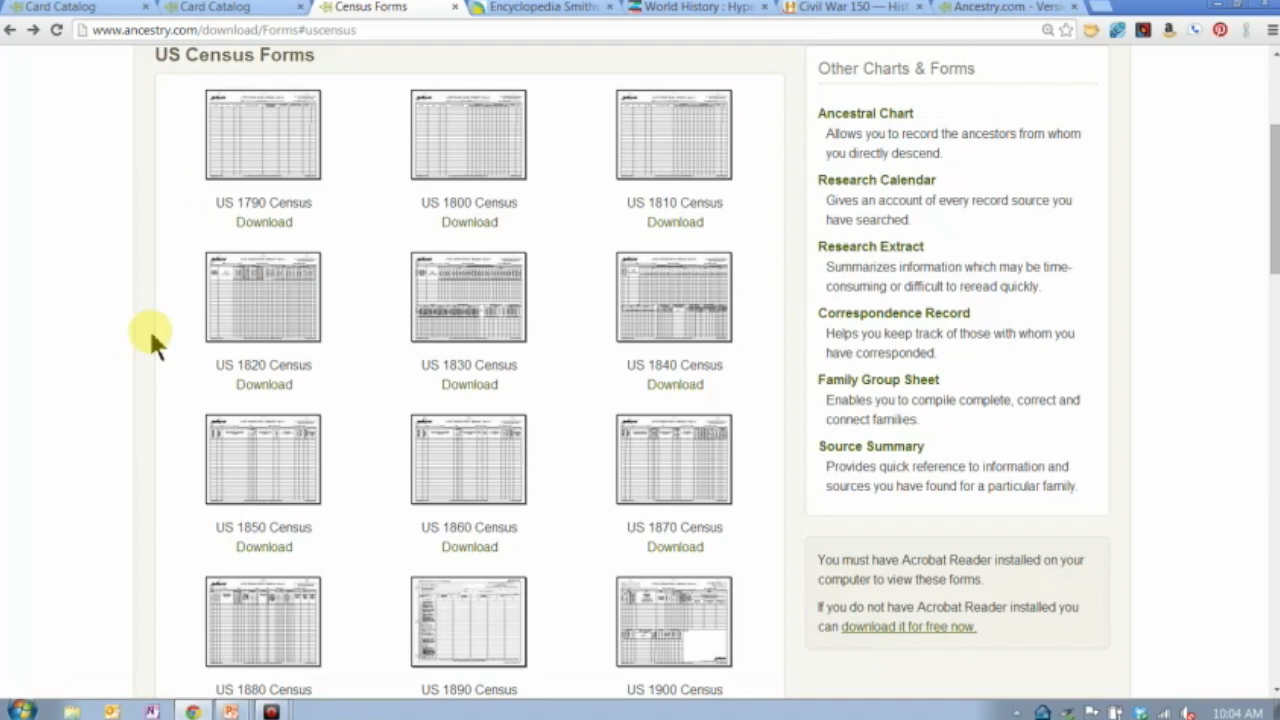 Card Catalog
Card Catalog
Census Forms
Encyclopedia Smiths
World History : Hype
Civil War 150 — Hist
Ancestry.com - Versi
www.ancestry.com/download/Forms#uscensus
US Census Forms
US 1790 Census
US 1800 Census
US 1810 Census
Download
Download
Download
US 1820 Census
US 1830 Census
US 1840 Census
Download
Download
Download
US 1850 Census
US 1860 Census
US 1870 Census
Download
Download
Download
US 1880 Census
US 1890 Census
US 1900 Census
Other Charts & Forms
Ancestral Chart
Allows you to record the ancestors from whom
you directly descend.
Research Calendar
Gives an account of every record source you
have searched.
Research Extract
Summarizes information which may be time-
consuming or difficult to reread quickly.
Correspondence Record
Helps you keep track of those with whom you
have corresponded.
Family Group Sheet
Enables you to compile complete, correct and
connect families.
Source Summary
Provides quick reference to information and
sources you have found for a particular family.
You must have Acrobat Reader installed on your
computer to view these forms.
If you do not have Acrobat Reader installed you
can download it for free now.
10:04 AM